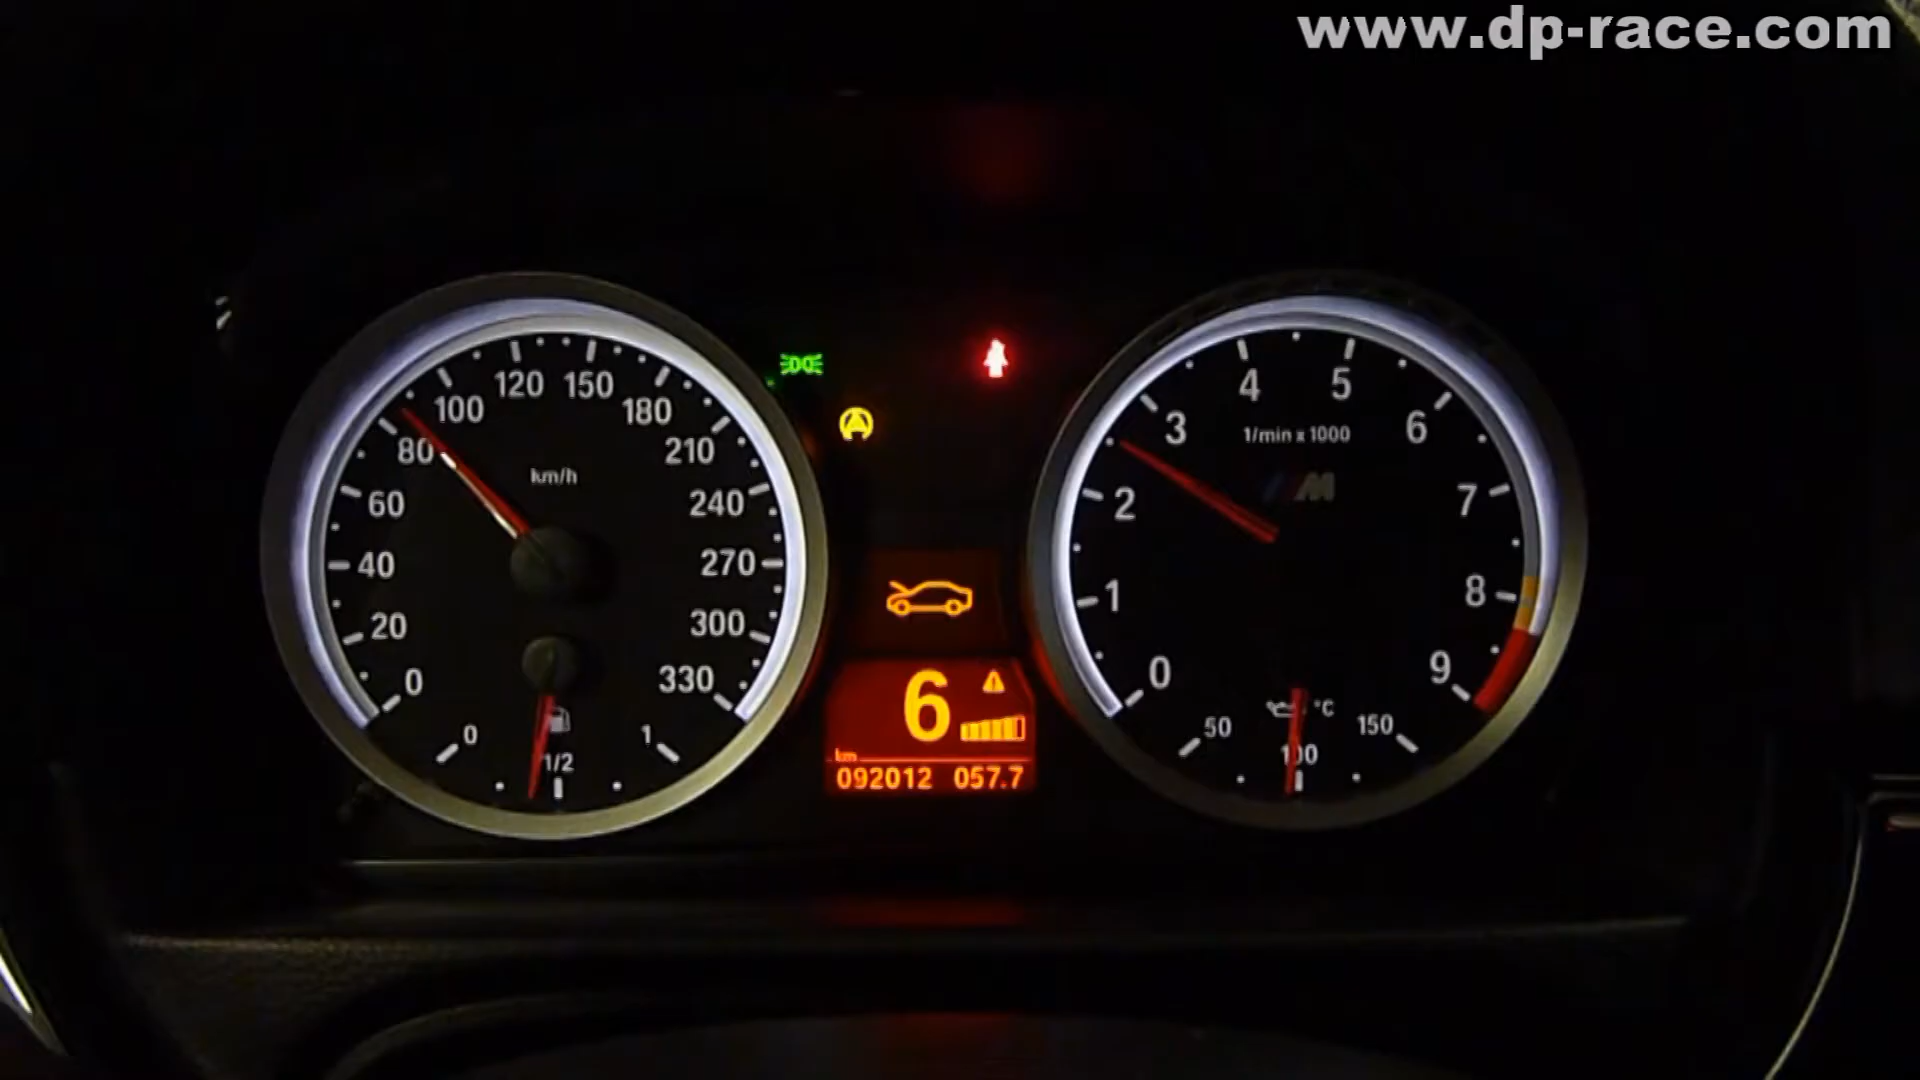 www.dp-race.com
120 150
100 180
80 210
km/h
60 240
40 270
20 300
0 330
0 1/2 1
4 5
3 6
1/min x 1000
M
2 7
1 8
0 9
°C
50 100 150
6
km
092012 057.7